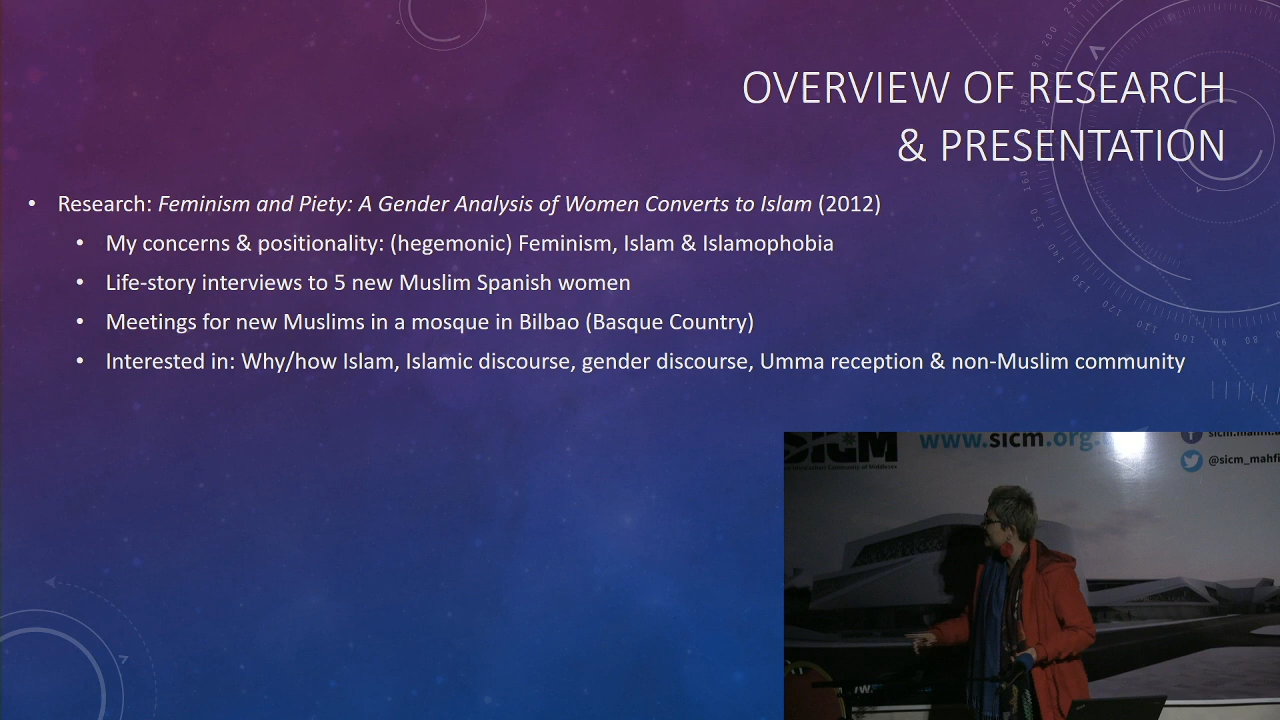 OVERVIEW OF RESEARCH
& PRESENTATION
• Research: Feminism and Piety: A Gender Analysis of Women Converts to Islam (2012)
• My concerns & positionality: (hegemonic) Feminism, Islam & Islamophobia
• Life-story interviews to 5 new Muslim Spanish women
• Meetings for new Muslims in a mosque in Bilbao (Basque Country)
• Interested in: Why/how Islam, Islamic discourse, gender discourse, Umma reception & non-Muslim community
SICM
www.sicm.org.
@sicm_mahfi